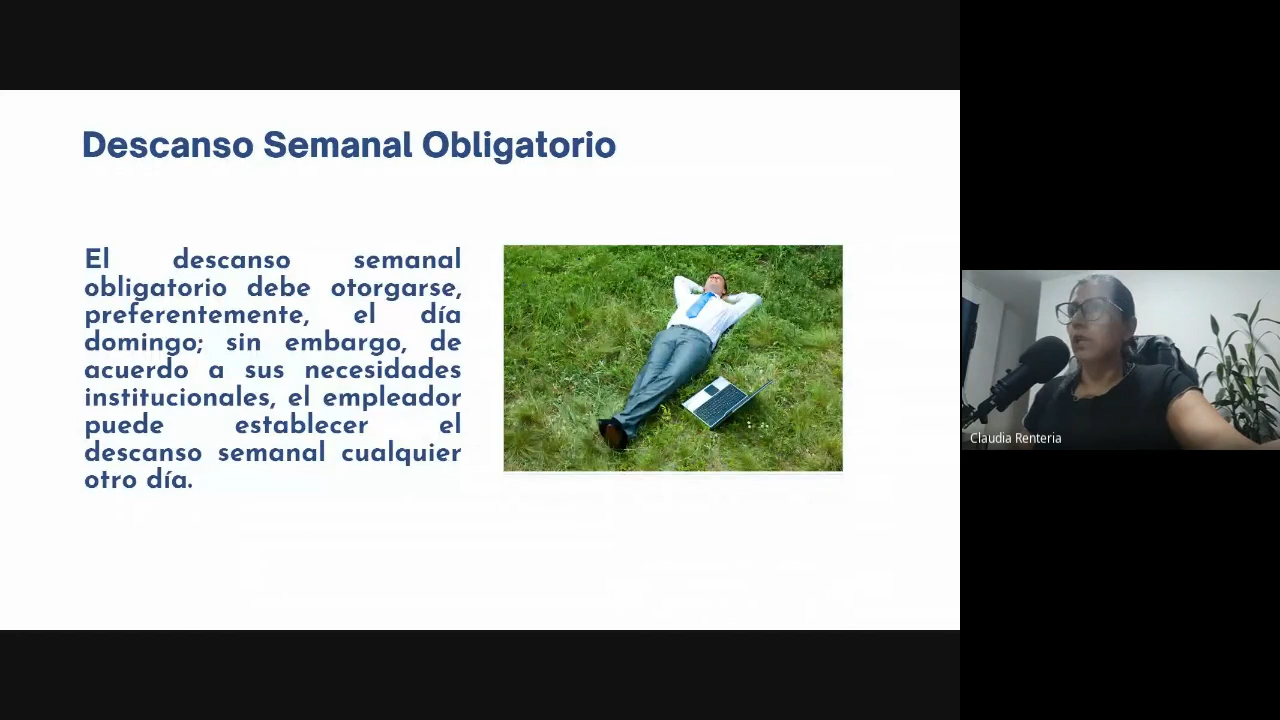 Descanso Semanal Obligatorio
El descanso semanal
obligatorio debe otorgarse,
preferentemente, el día
domingo; sin embargo, de
acuerdo a sus necesidades
institucionales, el empleador
puede establecer el
descanso semanal cualquier
otro día.
Claudia Renteria